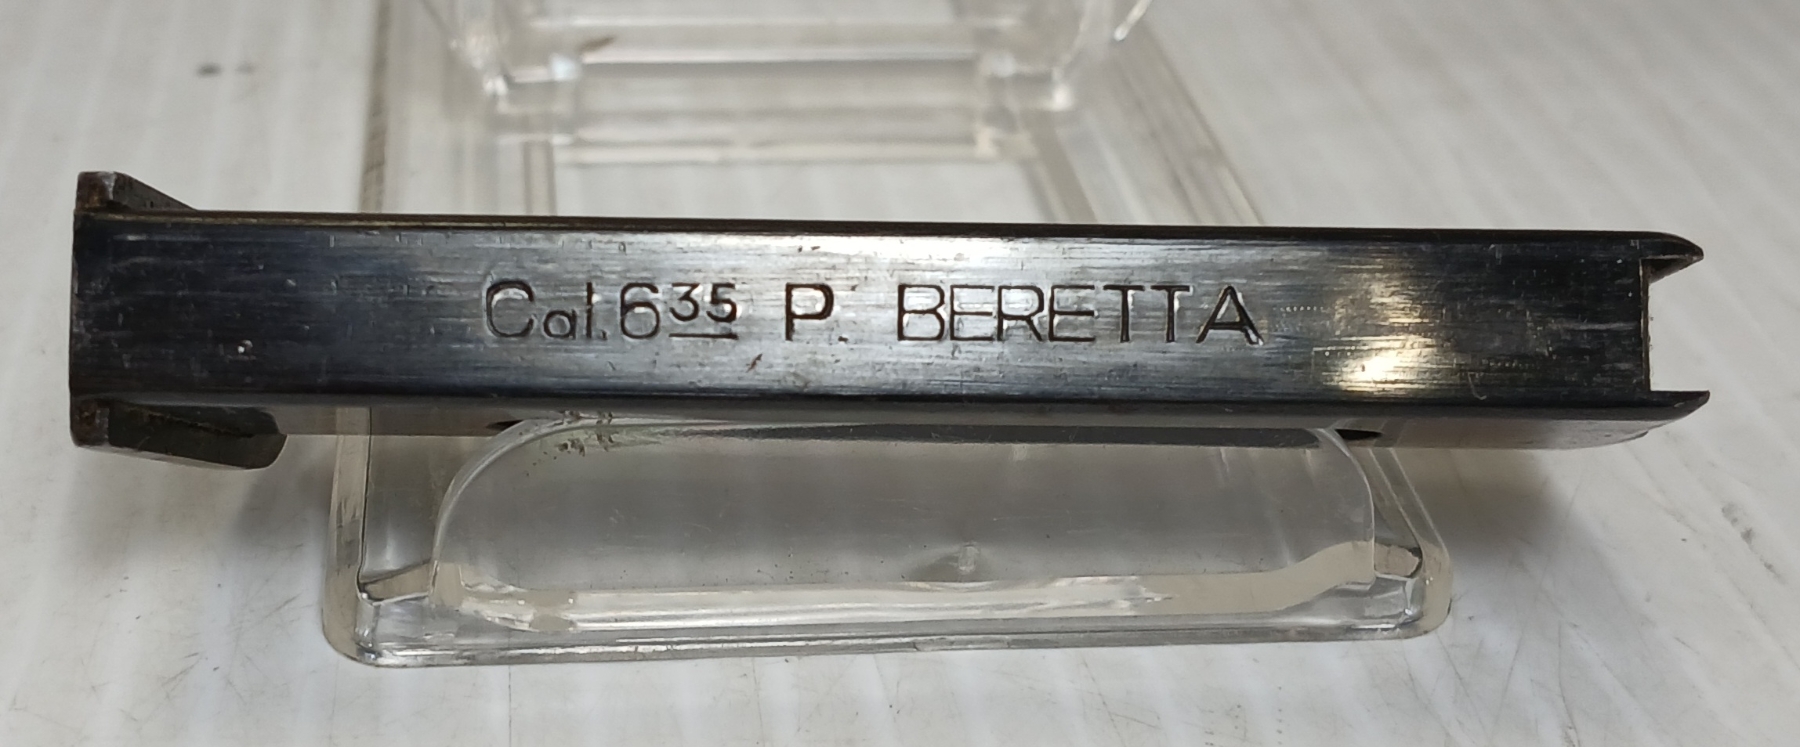 Cal.6³⁵ P. BERETTA